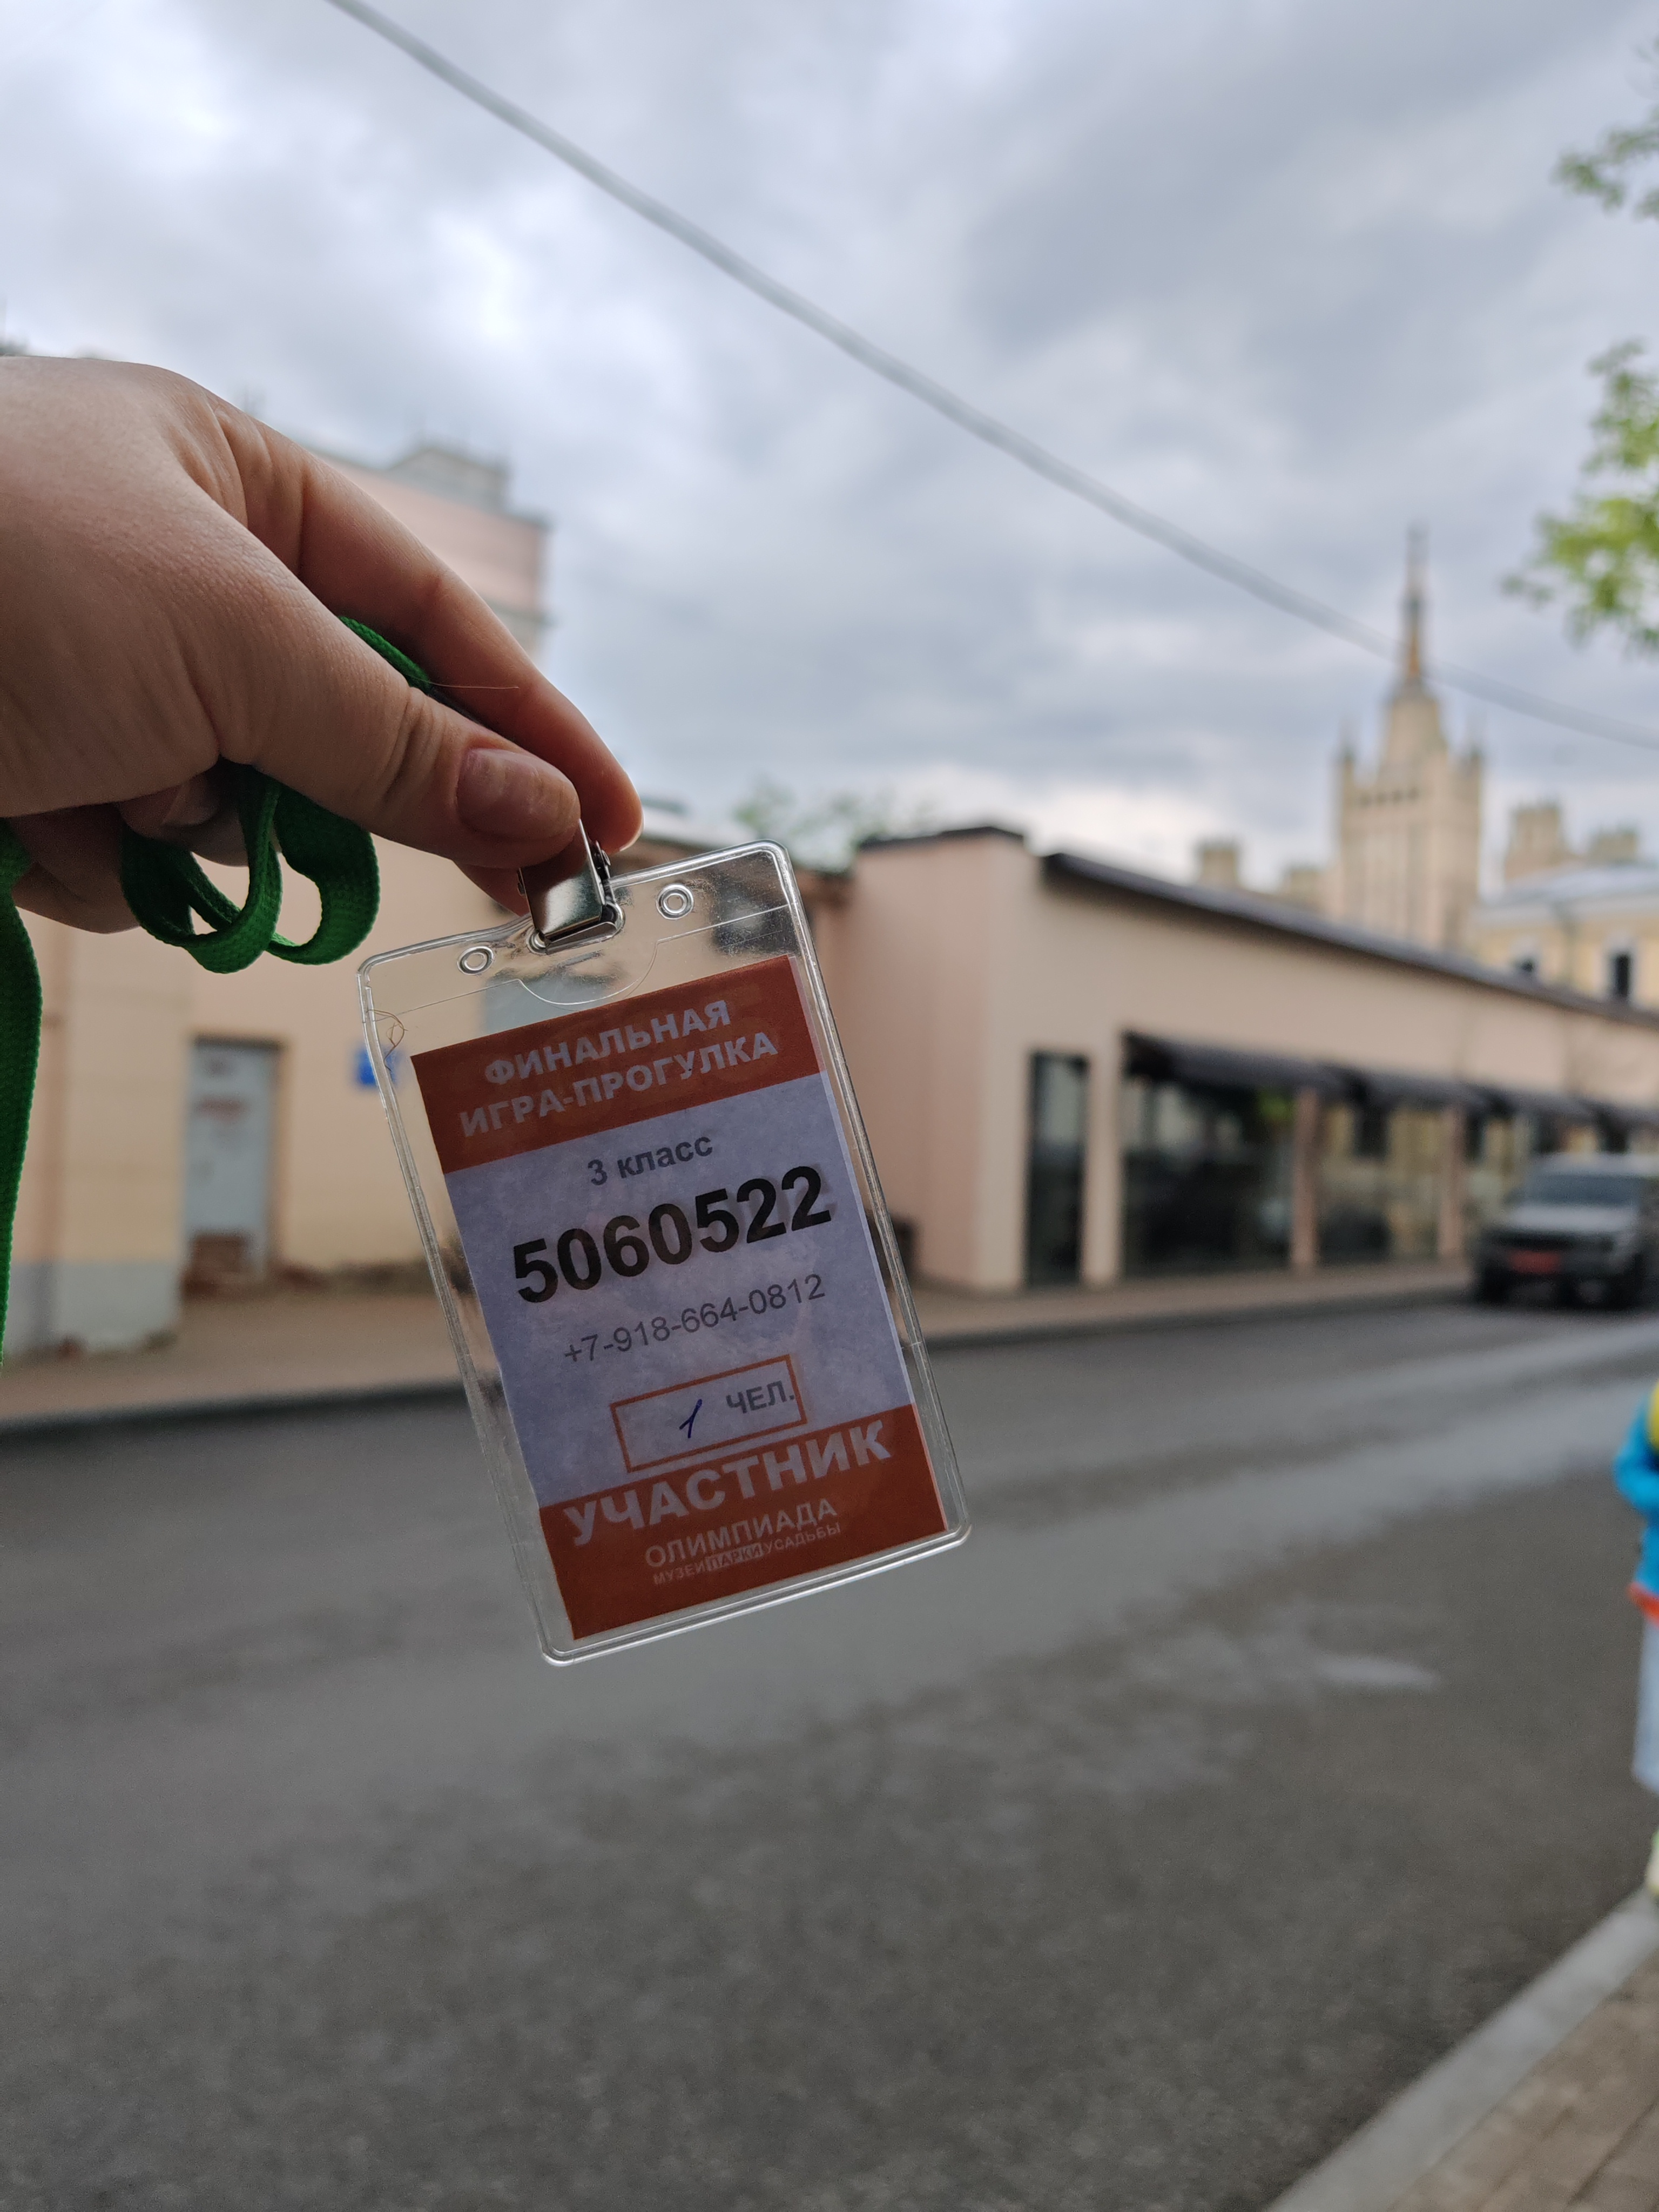 ФИНАЛЬНАЯ
ИГРА-ПРОГУЛКА
3 класс
5060522
+7-918-664-0812
1 ЧЕЛ.
УЧАСТНИК
ОЛИМПИАДА
МУЗЕИ ПАРКИ УСАДЬБЫ